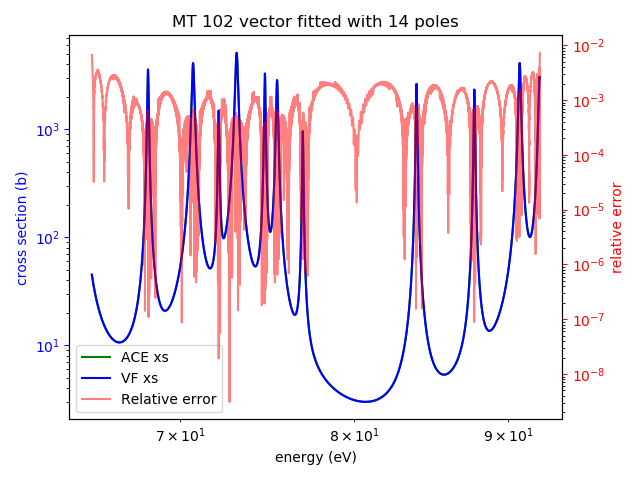 MT 102 vector fitted with 14 poles
cross section (b)
10³
10²
10¹
ACE xs
VF xs
Relative error
7 × 10¹
8 × 10¹
9 × 10¹
energy (eV)
10⁻²
10⁻³
10⁻⁴
10⁻⁵
10⁻⁶
10⁻⁷
10⁻⁸
relative error